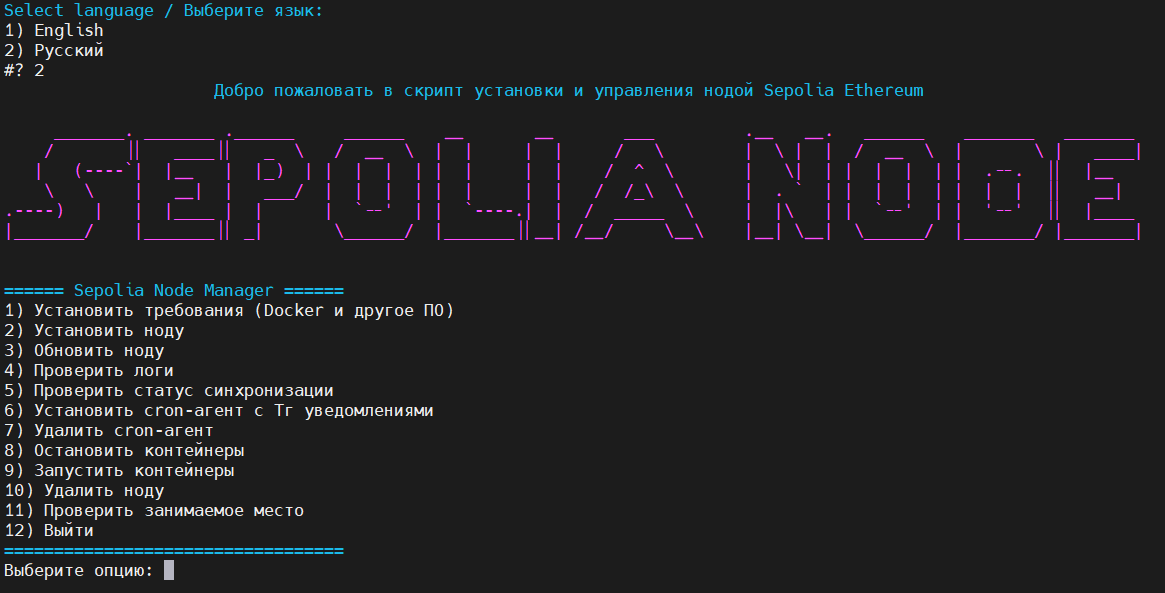 Select language / Выберите язык:
1) English
2) Русский
#? 2
Добро пожаловать в скрипт установки и управления нодой Sepolia Ethereum
SEPOLIA NODE
====== Sepolia Node Manager ======
1) Установить требования (Docker и другое ПО)
2) Установить ноду
3) Обновить ноду
4) Проверить логи
5) Проверить статус синхронизации
6) Установить cron-агент с Тг уведомлениями
7) Удалить cron-агент
8) Остановить контейнеры
9) Запустить контейнеры
10) Удалить ноду
11) Проверить занимаемое место
12) Выйти
==================================
Выберите опцию: